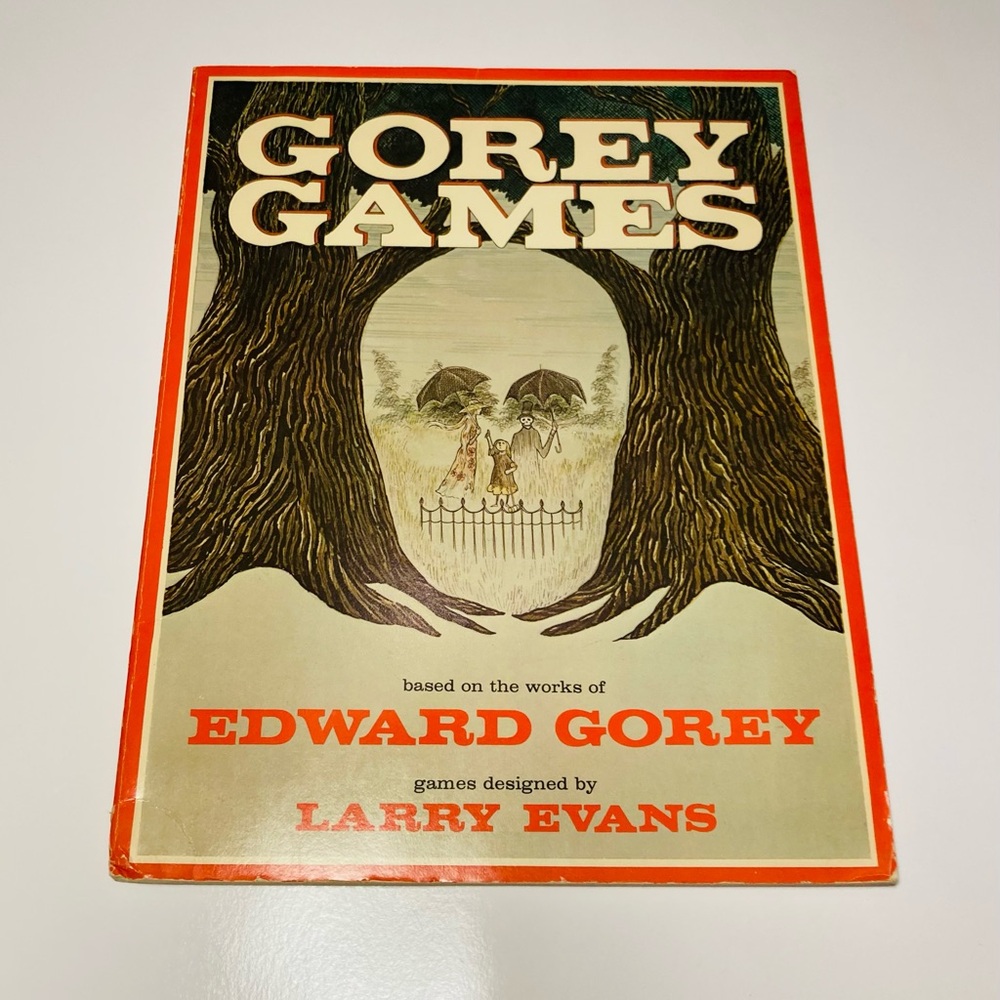 GOREY
GAMES
based on the works of
EDWARD GOREY
games designed by
LARRY EVANS